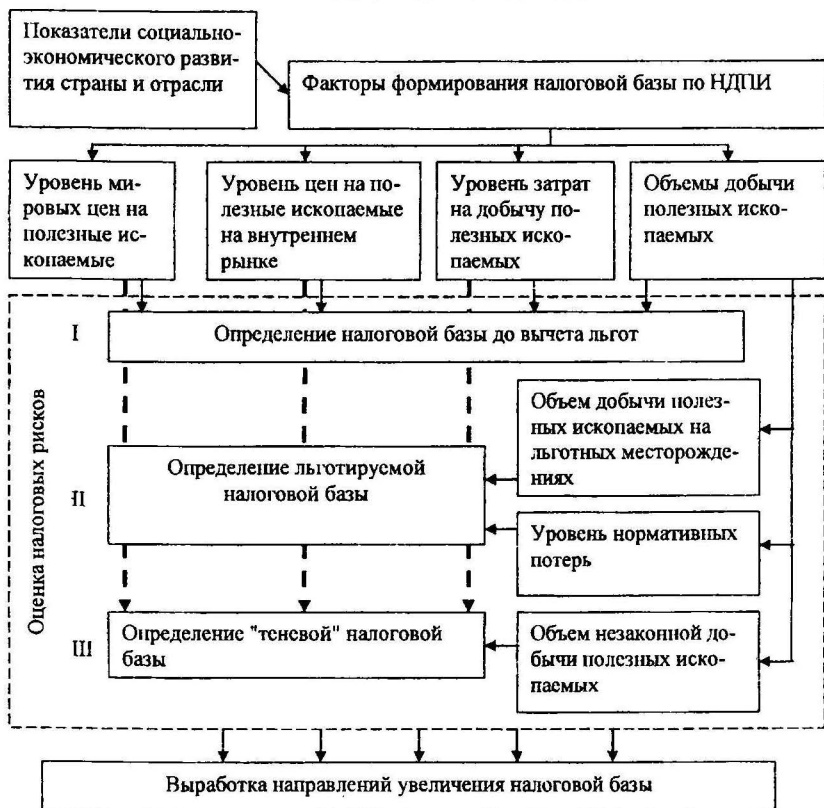 Показатели социально-
экономического разви-
тия страны и отрасли
Факторы формирования налоговой базы по НДПИ
Уровень ми-
ровых цен на
полезные ис-
копаемые
Уровень цен на по-
лезные ископаемые
на внутреннем
рынке
Уровень затрат
на добычу по-
лезных ископ-
аемых
Объемы добычи
полезных иско-
паемых
Оценка налоговых рисков
I
Определение налоговой базы до вычета льгот
Объем добычи полез-
ных ископаемых на
льготных месторожде-
ниях
II
Определение льготируемой
налоговой базы
Уровень нормативных
потерь
III
Определение "теневой" налоговой
базы
Объем незаконной до-
бычи полезных иско-
паемых
Выработка направлений увеличения налоговой базы